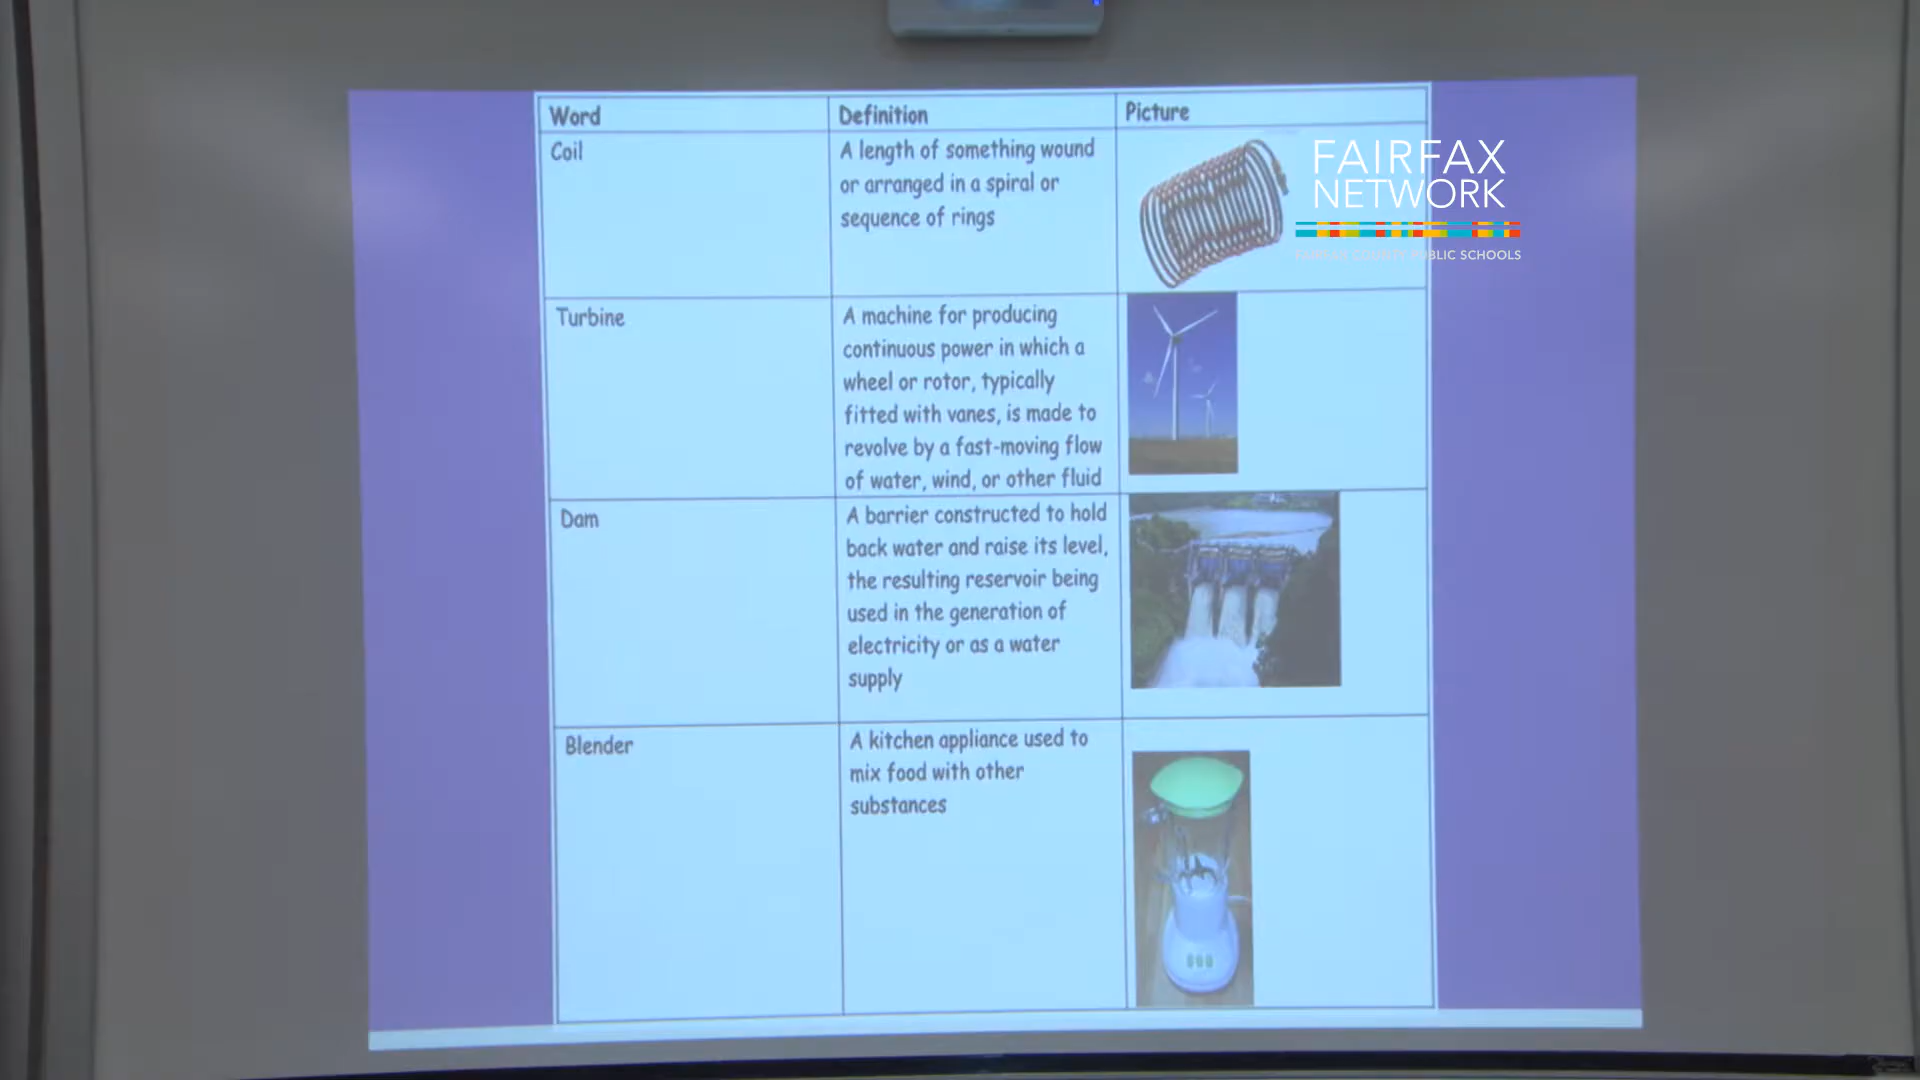 Word Definition Picture
Coil
A length of something wound
or arranged in a spiral or
sequence of rings
FAIRFAX
NETWORK
FAIRFAX COUNTY PUBLIC SCHOOLS
Turbine
A machine for producing
continuous power in which a
wheel or rotor, typically
fitted with vanes, is made to
revolve by a fast-moving flow
of water, wind, or other fluid
Dam
A barrier constructed to hold
back water and raise its level,
the resulting reservoir being
used in the generation of
electricity or as a water
supply
Blender
A kitchen appliance used to
mix food with other
substances